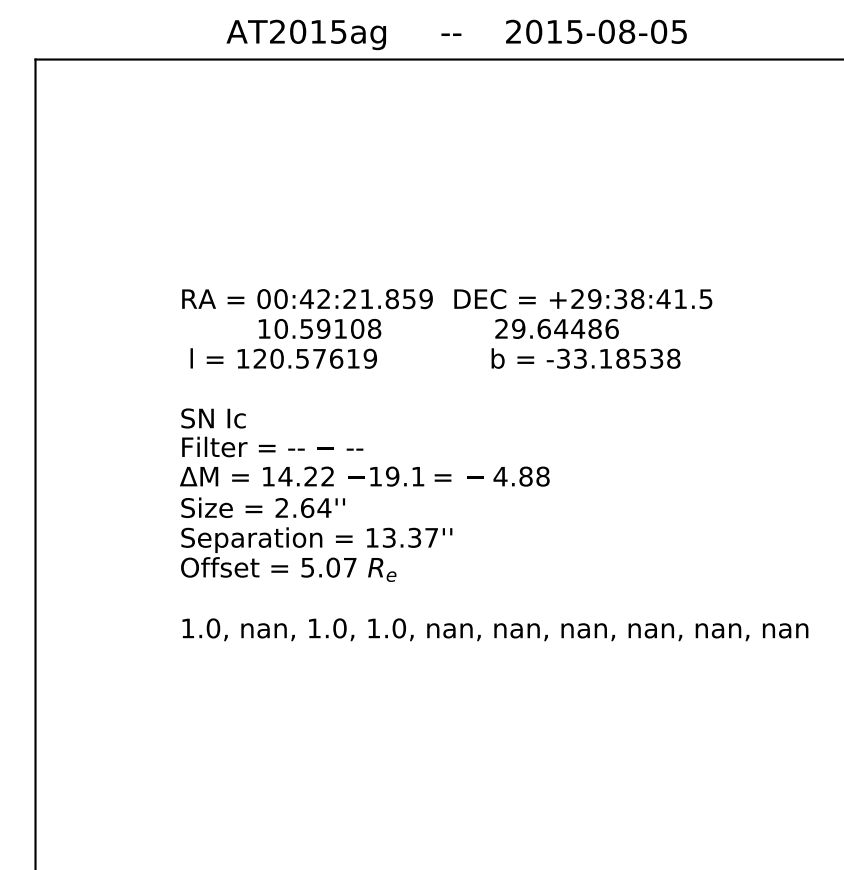 AT2015ag -- 2015-08-05
RA = 00:42:21.859 DEC = +29:38:41.5
10.59108 29.64486
l = 120.57619 b = -33.18538
SN Ic
Filter = -- − --
ΔM = 14.22 −19.1 = − 4.88
Size = 2.64''
Separation = 13.37''
Offset = 5.07 Re
1.0, nan, 1.0, 1.0, nan, nan, nan, nan, nan, nan